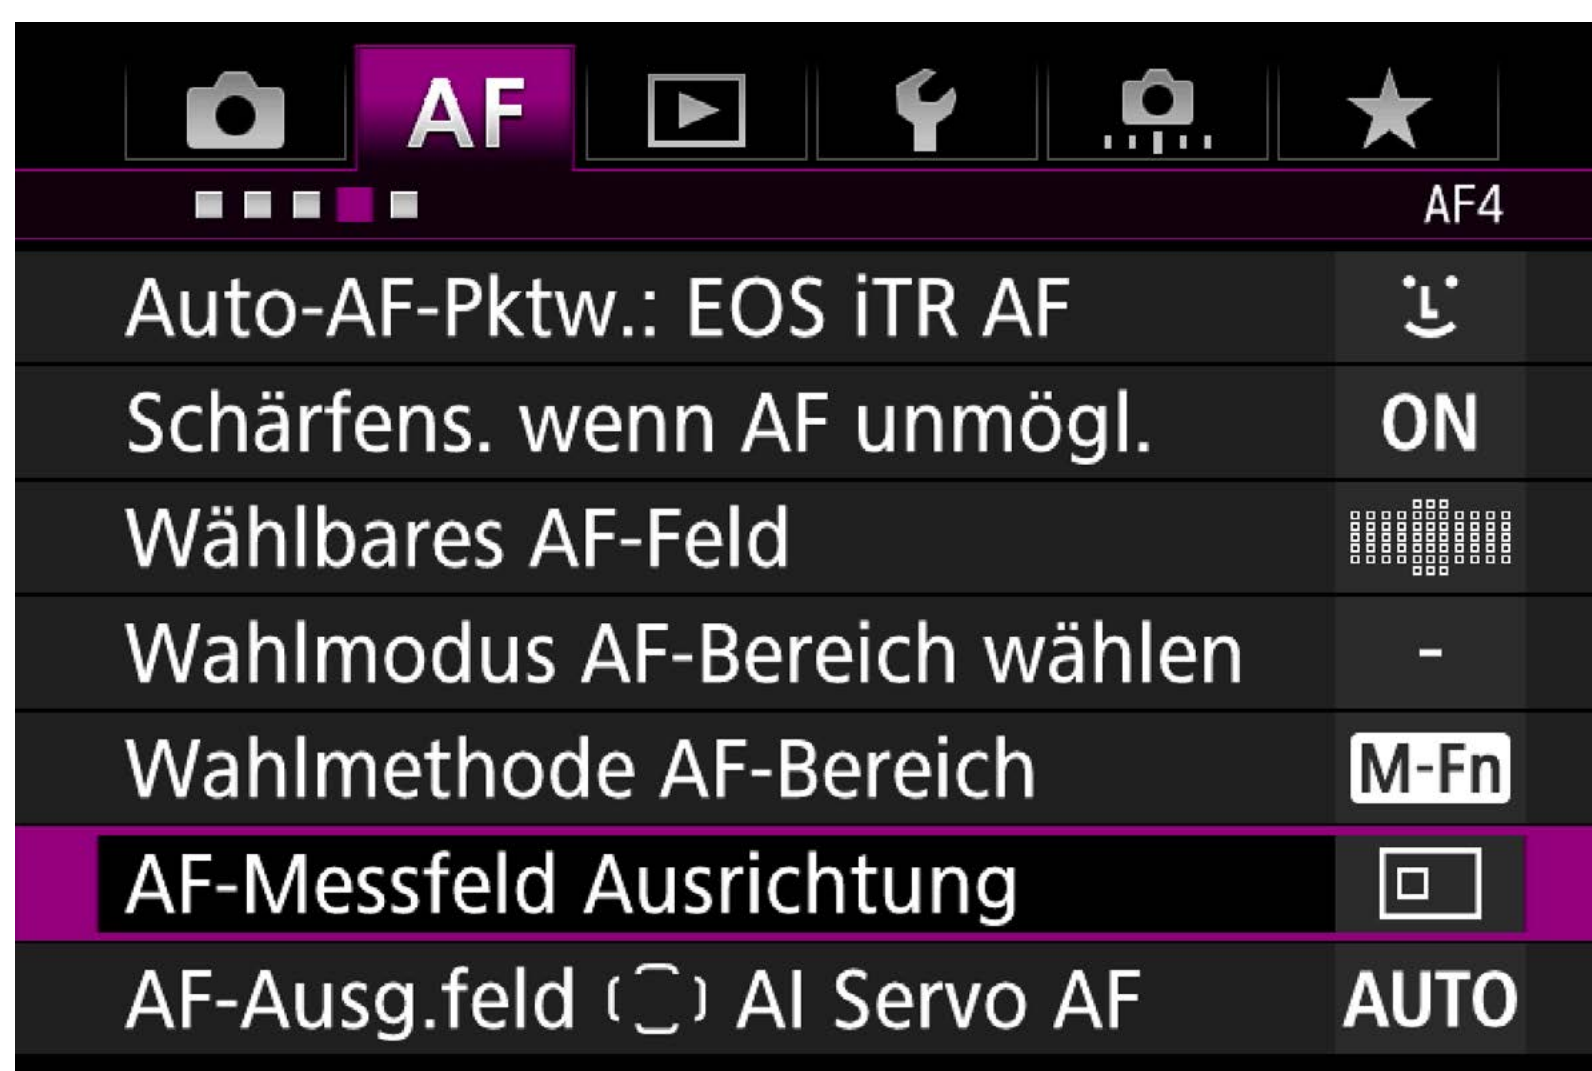 AF
AF4
Auto-AF-Pktw.: EOS iTR AF
Schärfens. wenn AF unmögl. ON
Wählbares AF-Feld
Wahlmodus AF-Bereich wählen -
Wahlmethode AF-Bereich M-Fn
AF-Messfeld Ausrichtung
AF-Ausg.feld AI Servo AF AUTO